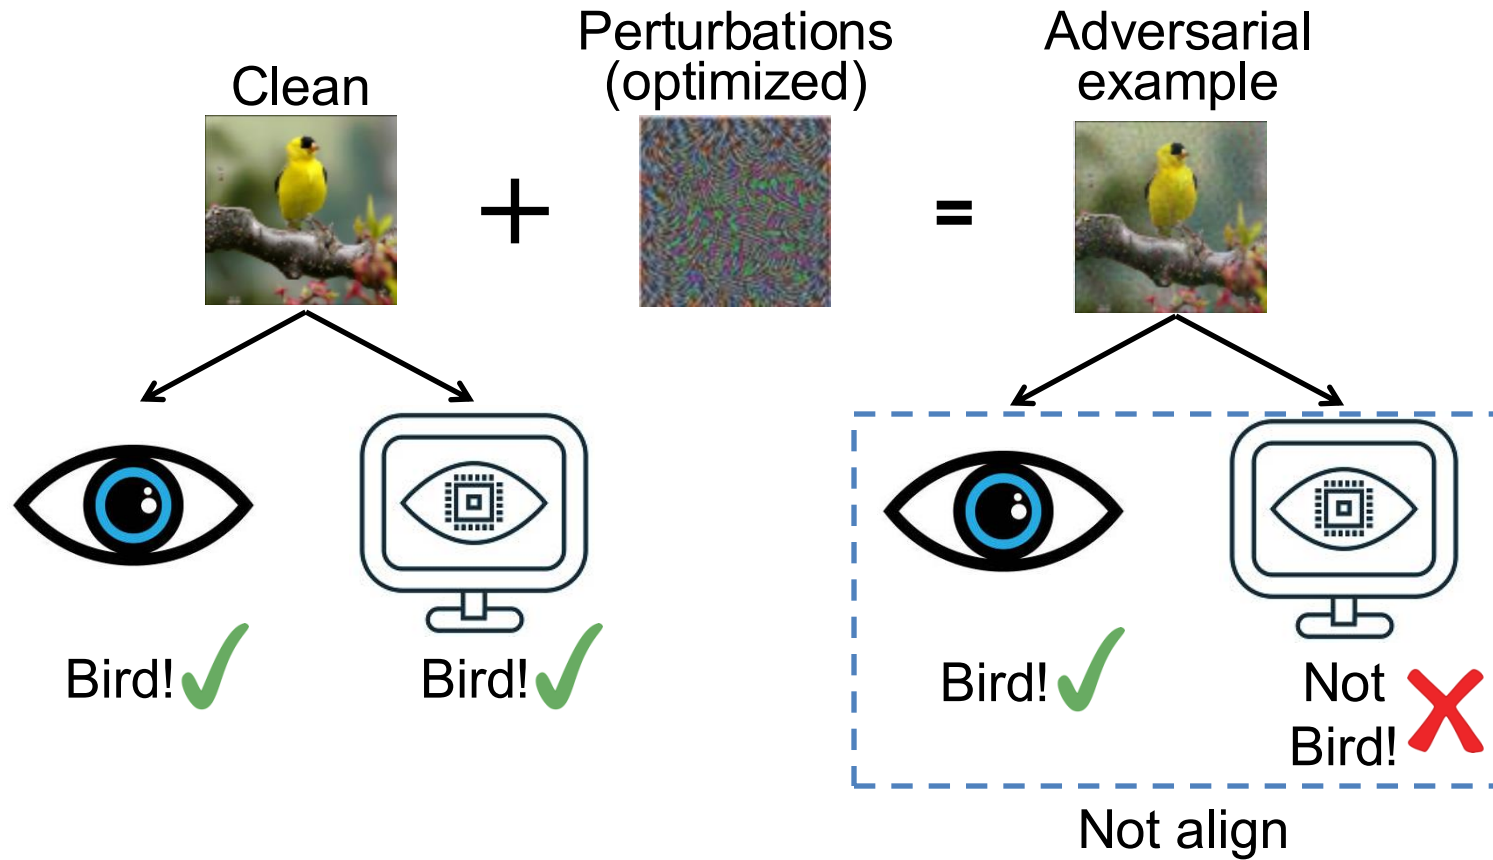 Clean
Perturbations
(optimized)
Adversarial
example
Bird!
Bird!
Bird!
Not
Bird!
Not align